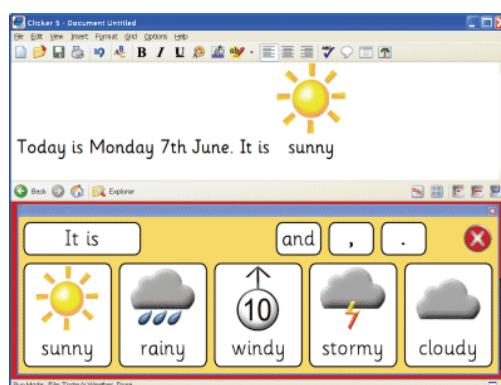 Clicker 5 - Document Untitled
File Edit View Insert Format Grid Options Help
B I U
Today is Monday 7th June. It is sunny
Back Explorer
It is and , .
10
sunny rainy windy stormy cloudy